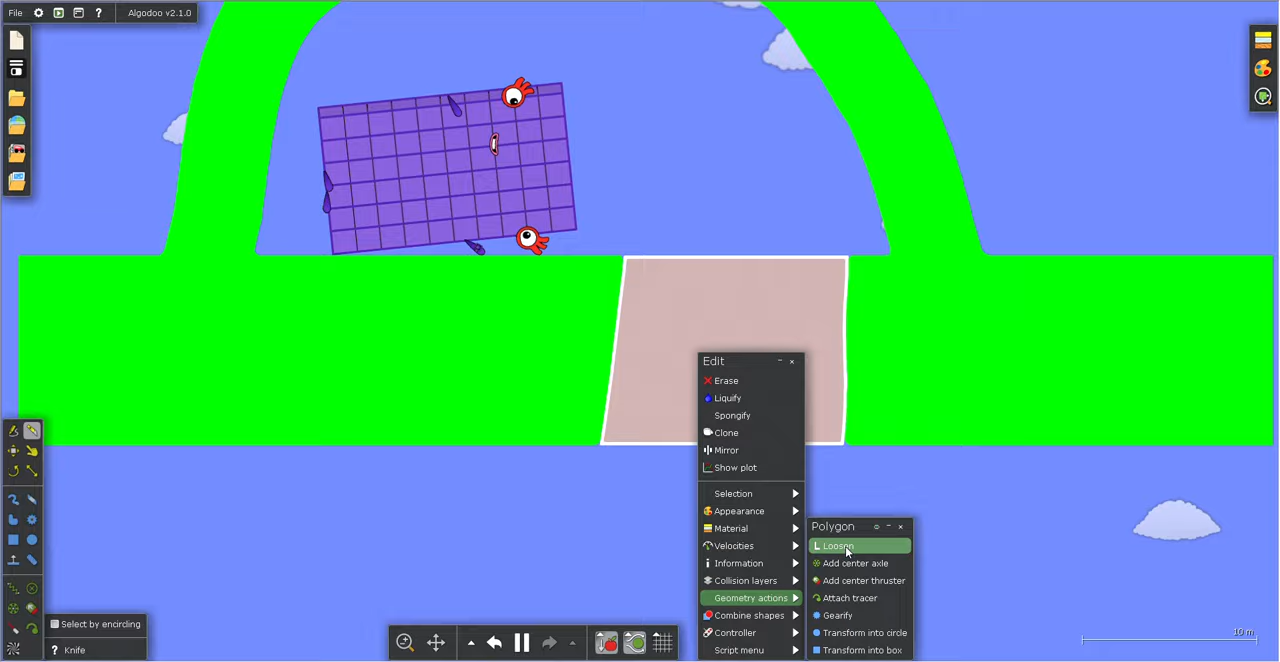 File
?
Algodoo v2.1.0
Edit
Erase
Liquify
Spongify
Clone
Mirror
Show plot
Selection
Appearance
Material
Velocities
Information
Collision layers
Geometry actions
Combine shapes
Controller
Script menu
Polygon
Loosen
Add center axle
Add center thruster
Attach tracer
Gearify
Transform into circle
Transform into box
Select by encircling
? Knife
10 m